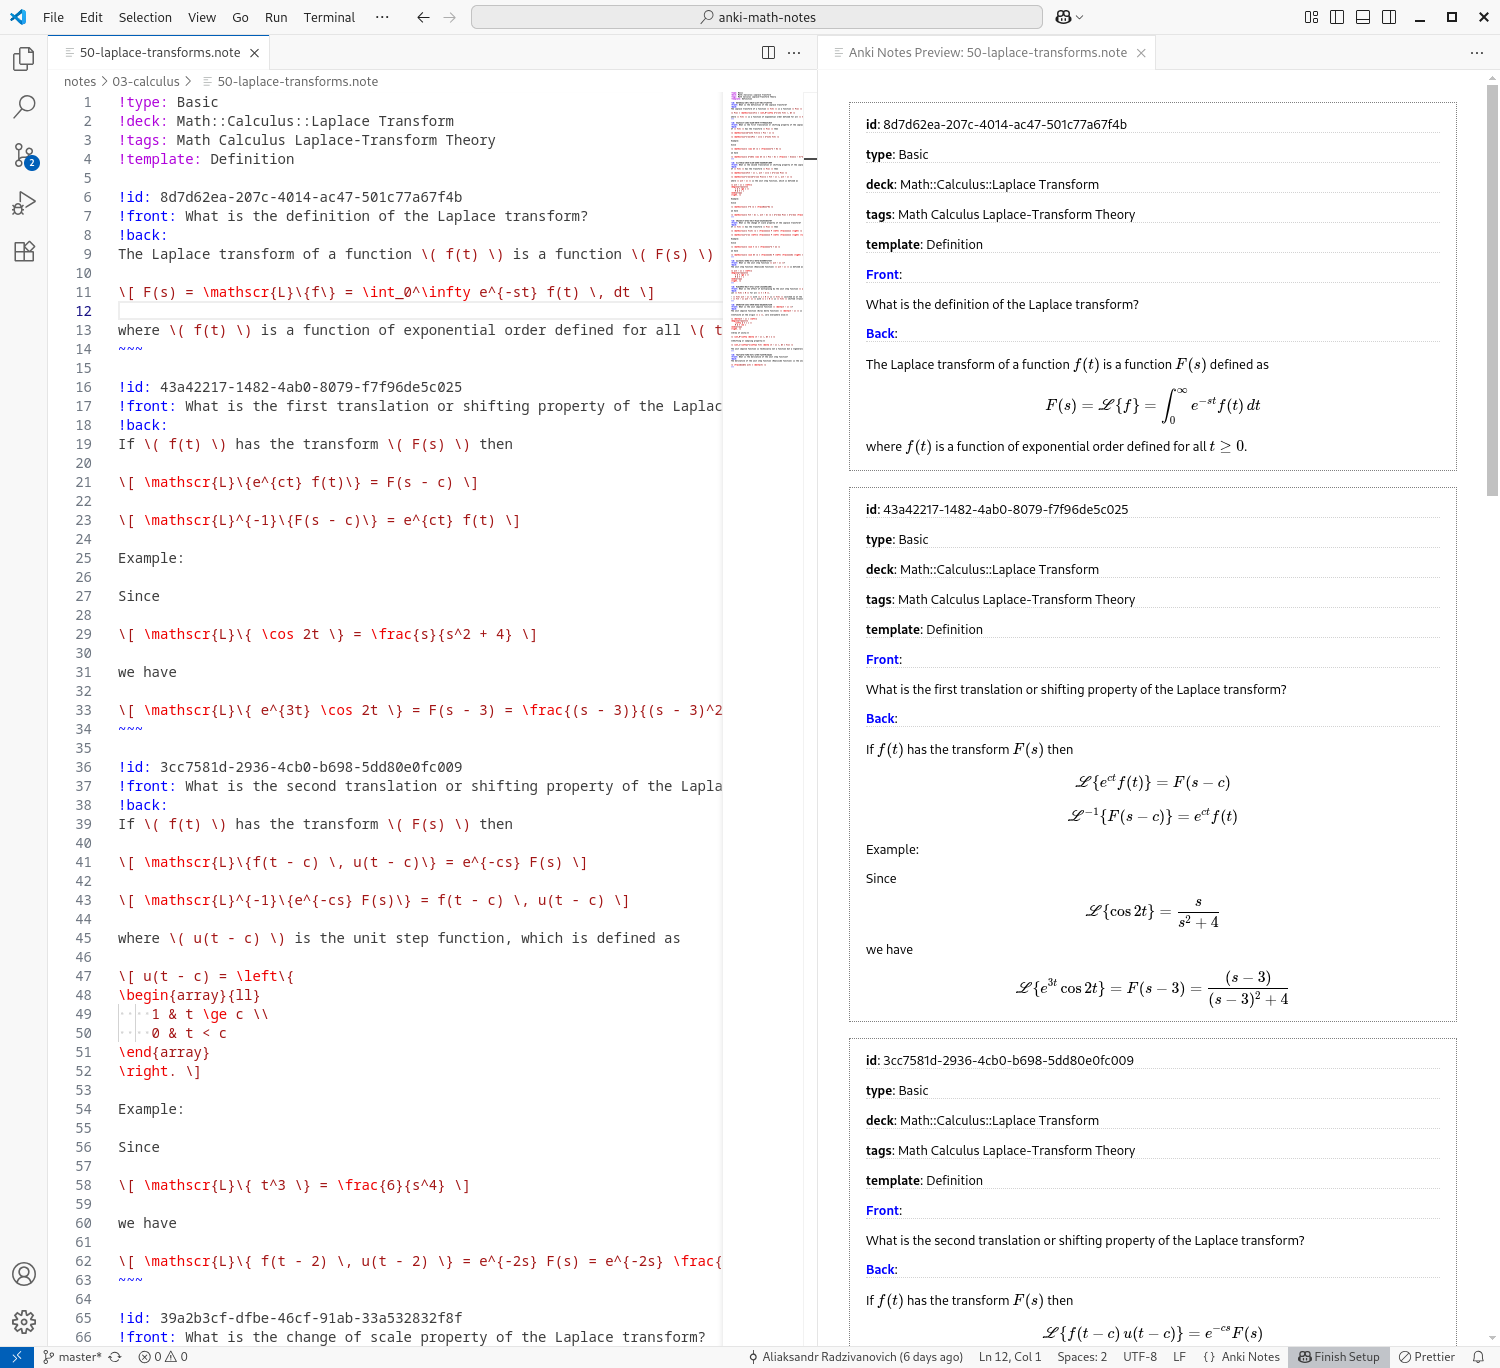 File Edit Selection View Go Run Terminal ··· anki-math-notes
50-laplace-transforms.note
notes > 03-calculus > 50-laplace-transforms.note
1 !type: Basic
2 !deck: Math::Calculus::Laplace Transform
3 !tags: Math Calculus Laplace-Transform Theory
4 !template: Definition
5
6 !id: 8d7d62ea-207c-4014-ac47-501c77a67f4b
7 !front: What is the definition of the Laplace transform?
8 !back:
9 The Laplace transform of a function \( f(t) \) is a function \( F(s) \)
10
11 \[ F(s) = \mathscr{L}\{f\} = \int_0^\infty e^{-st} f(t) \, dt \]
12
13 where \( f(t) \) is a function of exponential order defined for all \( t
14 ~~~
15
16 !id: 43a42217-1482-4ab0-8079-f7f96de5c025
17 !front: What is the first translation or shifting property of the Laplac
18 !back:
19 If \( f(t) \) has the transform \( F(s) \) then
20
21 \[ \mathscr{L}\{e^{ct} f(t)\} = F(s - c) \]
22
23 \[ \mathscr{L}^{-1}\{F(s - c)\} = e^{ct} f(t) \]
24
25 Example:
26
27 Since
28
29 \[ \mathscr{L}\{ \cos 2t \} = \frac{s}{s^2 + 4} \]
30
31 we have
32
33 \[ \mathscr{L}\{ e^{3t} \cos 2t \} = F(s - 3) = \frac{(s - 3)}{(s - 3)^2
34 ~~~
35
36 !id: 3cc7581d-2936-4cb0-b698-5dd80e0fc009
37 !front: What is the second translation or shifting property of the Lapla
38 !back:
39 If \( f(t) \) has the transform \( F(s) \) then
40
41 \[ \mathscr{L}\{f(t - c) \, u(t - c)\} = e^{-cs} F(s) \]
42
43 \[ \mathscr{L}^{-1}\{e^{-cs} F(s)\} = f(t - c) \, u(t - c) \]
44
45 where \( u(t - c) \) is the unit step function, which is defined as
46
47 \[ u(t - c) = \left\{
48 \begin{array}{ll}
49 ····1 & t \ge c \\
50 ····0 & t < c
51 \end{array}
52 \right. \]
53
54 Example:
55
56 Since
57
58 \[ \mathscr{L}\{ t^3 \} = \frac{6}{s^4} \]
59
60 we have
61
62 \[ \mathscr{L}\{ f(t - 2) \, u(t - 2) \} = e^{-2s} F(s) = e^{-2s} \frac{
63 ~~~
64
65 !id: 39a2b3cf-dfbe-46cf-91ab-33a532832f8f
66 !front: What is the change of scale property of the Laplace transform?
Anki Notes Preview: 50-laplace-transforms.note
id: 8d7d62ea-207c-4014-ac47-501c77a67f4b
type: Basic
deck: Math::Calculus::Laplace Transform
tags: Math Calculus Laplace-Transform Theory
template: Definition
Front:
What is the definition of the Laplace transform?
Back:
The Laplace transform of a function f(t) is a function F(s) defined as
F(s) = ℒ{f} = ∫₀^∞ e^{−st} f(t) dt
where f(t) is a function of exponential order defined for all t ≥ 0.
id: 43a42217-1482-4ab0-8079-f7f96de5c025
type: Basic
deck: Math::Calculus::Laplace Transform
tags: Math Calculus Laplace-Transform Theory
template: Definition
Front:
What is the first translation or shifting property of the Laplace transform?
Back:
If f(t) has the transform F(s) then
ℒ{e^{ct} f(t)} = F(s − c)
ℒ^{−1}{F(s − c)} = e^{ct} f(t)
Example:
Since
ℒ{cos 2t} = s / (s² + 4)
we have
ℒ{e^{3t} cos 2t} = F(s − 3) = (s − 3) / ((s − 3)² + 4)
id: 3cc7581d-2936-4cb0-b698-5dd80e0fc009
type: Basic
deck: Math::Calculus::Laplace Transform
tags: Math Calculus Laplace-Transform Theory
template: Definition
Front:
What is the second translation or shifting property of the Laplace transform?
Back:
If f(t) has the transform F(s) then
ℒ{f(t − c) u(t − c)} = e^{−cs} F(s)
2
master* 0 0 Aliaksandr Radzivanovich (6 days ago) Ln 12, Col 1 Spaces: 2 UTF-8 LF {} Anki Notes Finish Setup Prettier